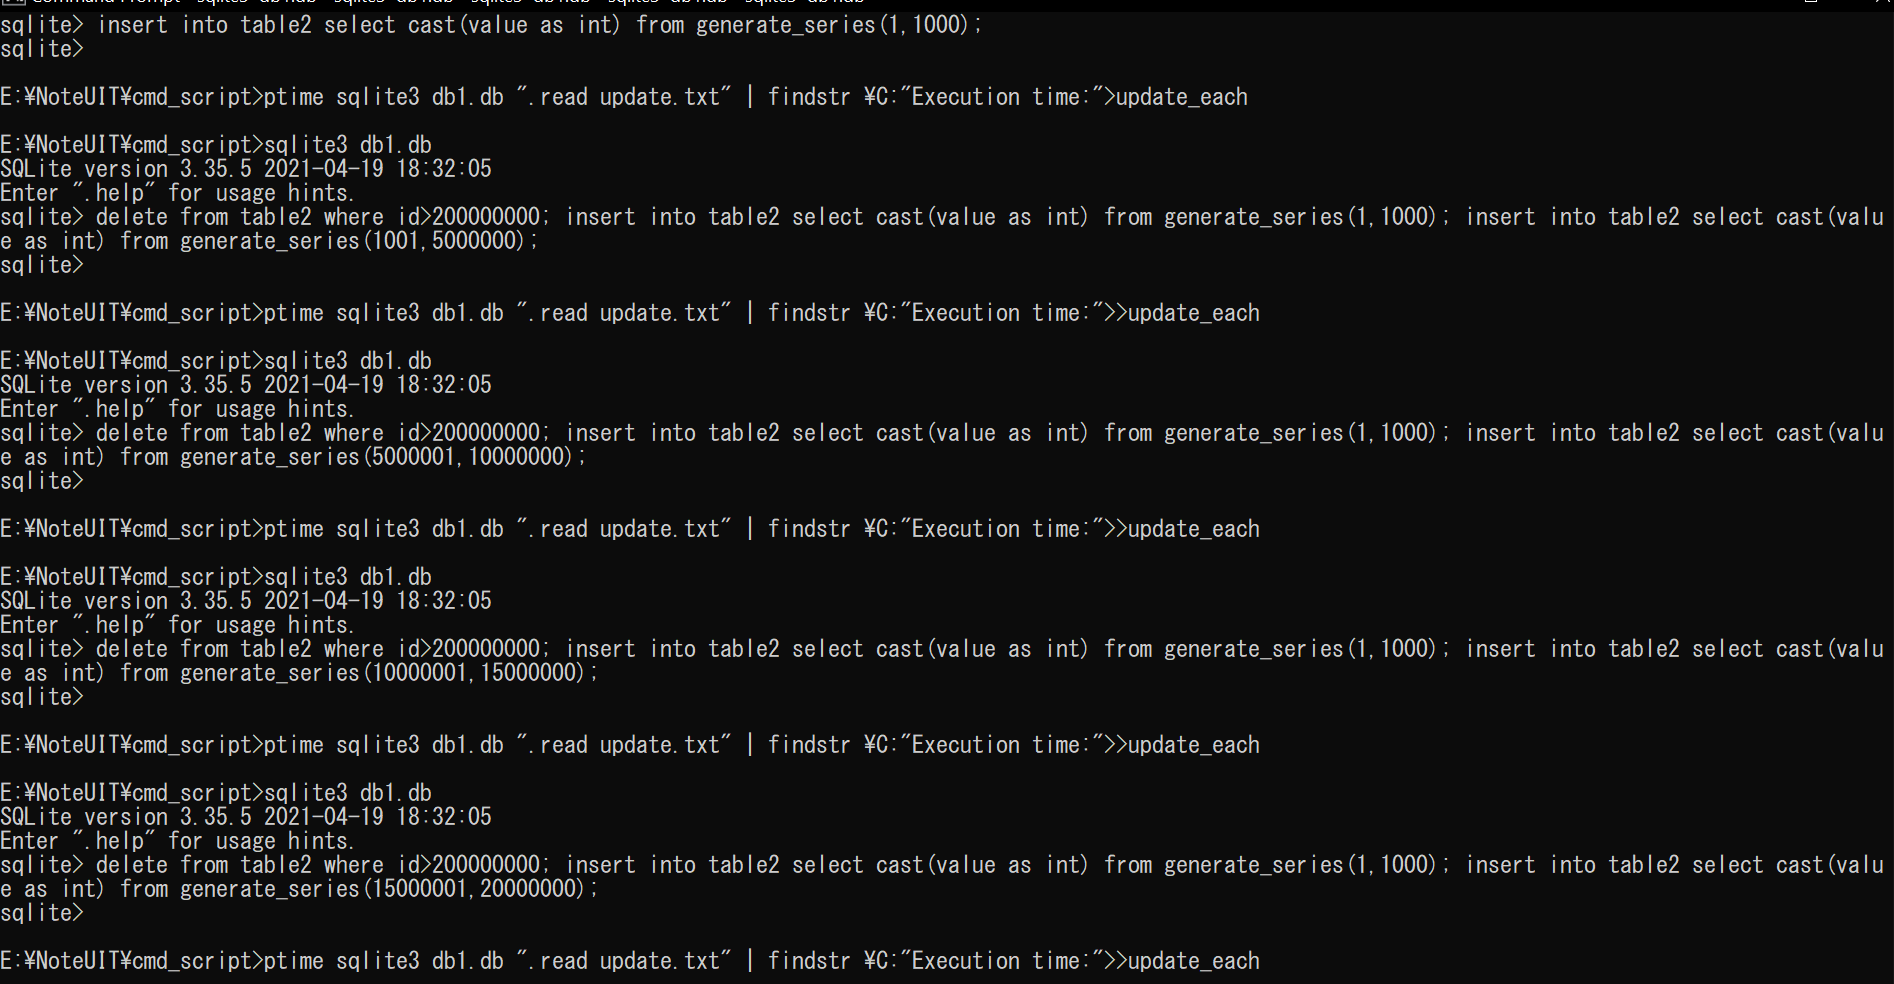 sqlite> insert into table2 select cast(value as int) from generate_series(1,1000);
sqlite>
E:¥NoteUIT¥cmd_script>ptime sqlite3 db1.db ".read update.txt" | findstr ¥C:"Execution time:">update_each
E:¥NoteUIT¥cmd_script>sqlite3 db1.db
SQLite version 3.35.5 2021-04-19 18:32:05
Enter ".help" for usage hints.
sqlite> delete from table2 where id>200000000; insert into table2 select cast(value as int) from generate_series(1,1000); insert into table2 select cast(valu
e as int) from generate_series(1001,5000000);
sqlite>
E:¥NoteUIT¥cmd_script>ptime sqlite3 db1.db ".read update.txt" | findstr ¥C:"Execution time:">>update_each
E:¥NoteUIT¥cmd_script>sqlite3 db1.db
SQLite version 3.35.5 2021-04-19 18:32:05
Enter ".help" for usage hints.
sqlite> delete from table2 where id>200000000; insert into table2 select cast(value as int) from generate_series(1,1000); insert into table2 select cast(valu
e as int) from generate_series(5000001,10000000);
sqlite>
E:¥NoteUIT¥cmd_script>ptime sqlite3 db1.db ".read update.txt" | findstr ¥C:"Execution time:">>update_each
E:¥NoteUIT¥cmd_script>sqlite3 db1.db
SQLite version 3.35.5 2021-04-19 18:32:05
Enter ".help" for usage hints.
sqlite> delete from table2 where id>200000000; insert into table2 select cast(value as int) from generate_series(1,1000); insert into table2 select cast(valu
e as int) from generate_series(10000001,15000000);
sqlite>
E:¥NoteUIT¥cmd_script>ptime sqlite3 db1.db ".read update.txt" | findstr ¥C:"Execution time:">>update_each
E:¥NoteUIT¥cmd_script>sqlite3 db1.db
SQLite version 3.35.5 2021-04-19 18:32:05
Enter ".help" for usage hints.
sqlite> delete from table2 where id>200000000; insert into table2 select cast(value as int) from generate_series(1,1000); insert into table2 select cast(valu
e as int) from generate_series(15000001,20000000);
sqlite>
E:¥NoteUIT¥cmd_script>ptime sqlite3 db1.db ".read update.txt" | findstr ¥C:"Execution time:">>update_each